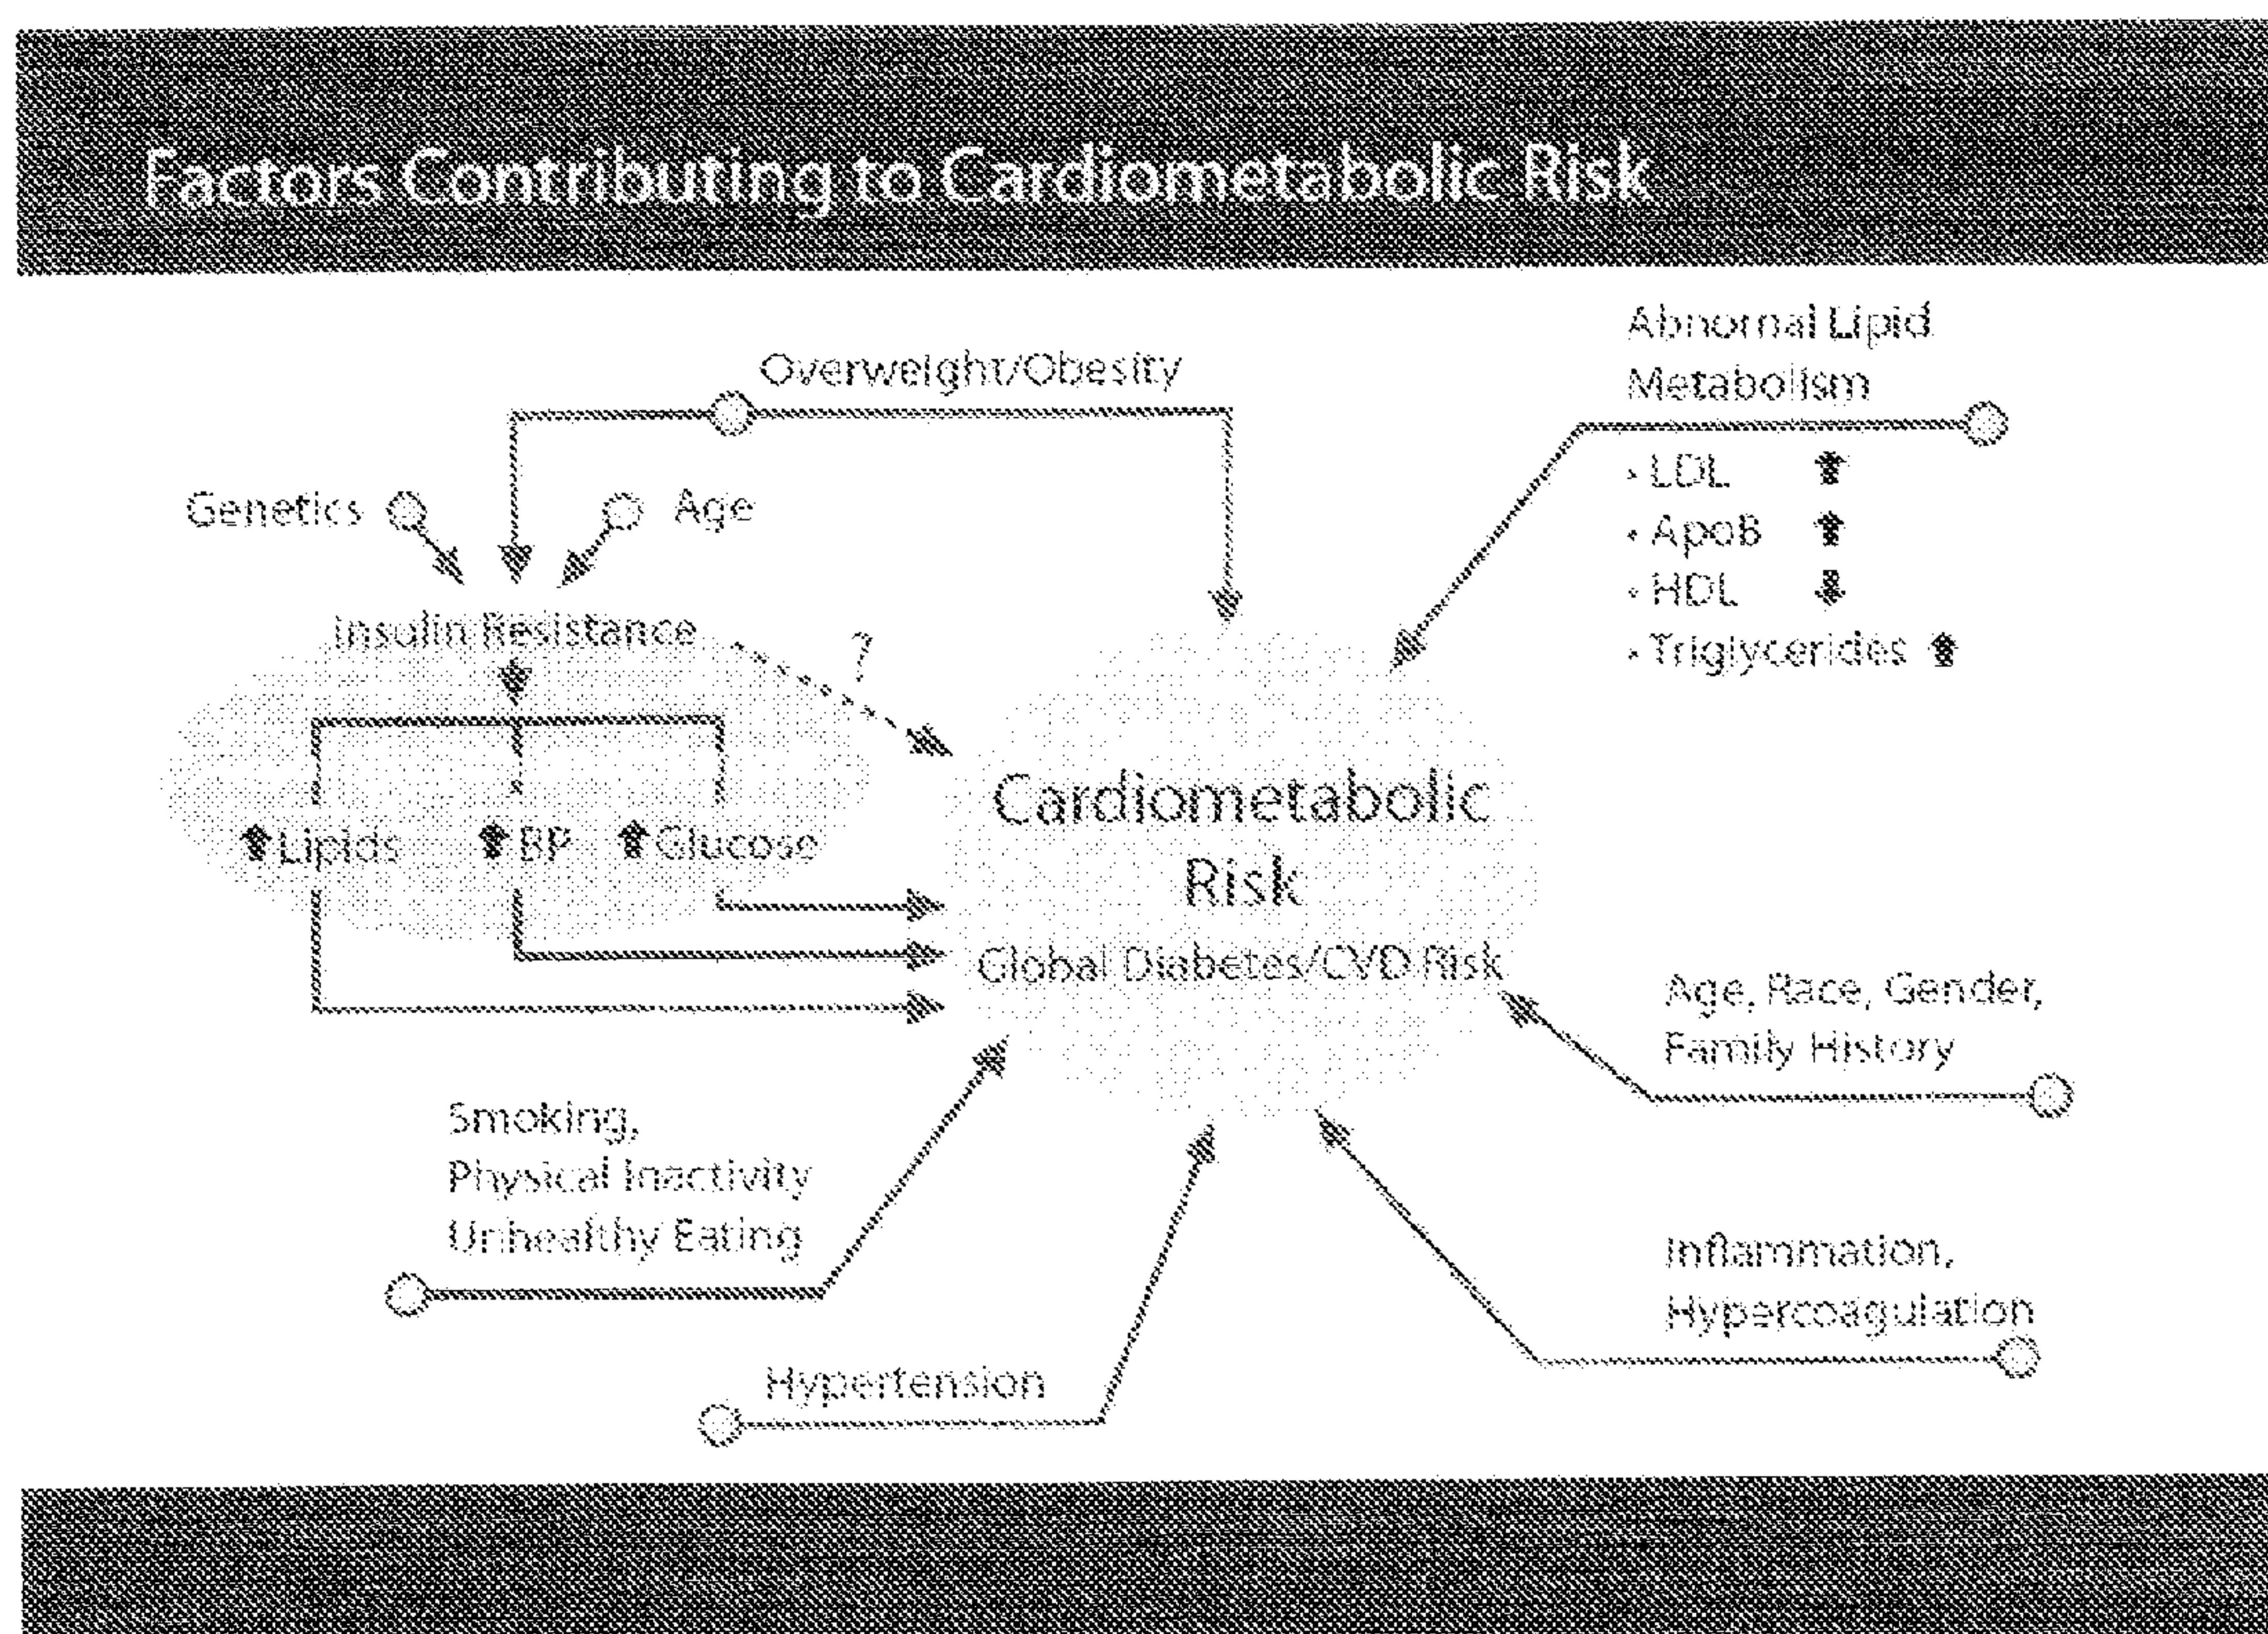 Factors Contributing to Cardiometabolic Risk
Overweight/Obesity
Abnornal Lipid
Metabolism
• LDL ⬆
• ApoB ⬆
• HDL ⬇
• Triglycerides ⬆
Genetics
Age
Insulin Resistance
?
⬆Lipids ⬆BP ⬆Glucose
Cardiometabolic
Risk
Global Diabetes/CVD Risk
Age, Race, Gender,
Family History
Smoking,
Physical Inactivity
Unhealthy Eating
Inflammation,
Hypercoagulation
Hypertension